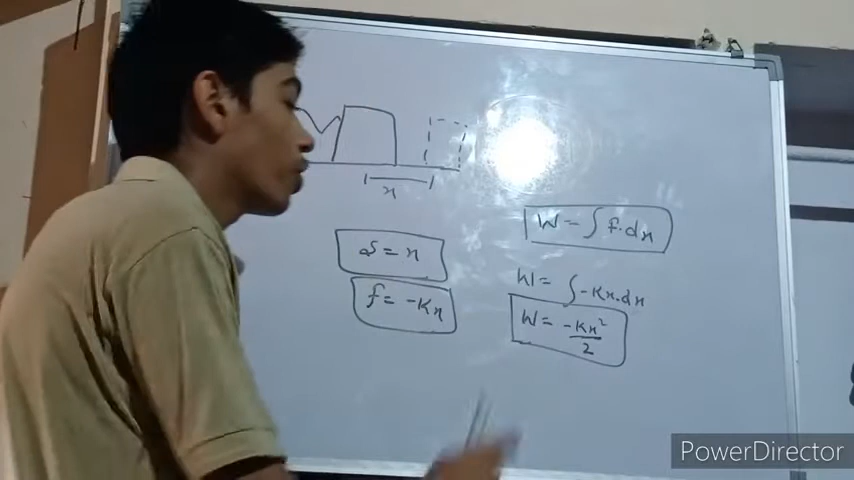 x
s = x
f = -Kx
W = ∫ f. dx
W = ∫ -Kx. dx
W = -Kx²/2
PowerDirector